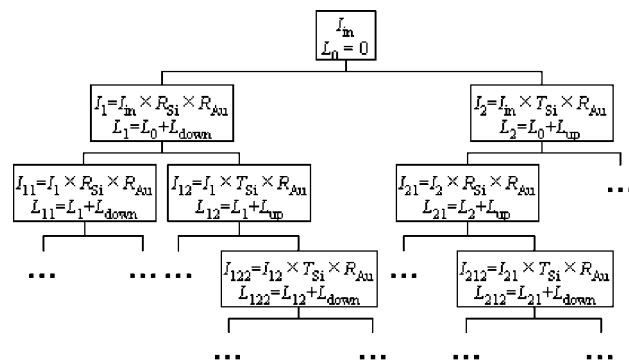 I_in
L_0 = 0
I_1=I_in × R_Si × R_Au
L_1=L_0+L_down
I_2=I_in × T_Si × R_Au
L_2=L_0+L_up
I_11=I_1 × R_Si × R_Au
L_11=L_1+L_down
I_12=I_1 × T_Si × R_Au
L_12=L_1+L_up
I_21=I_2 × R_Si × R_Au
L_21=L_2+L_up
...
... ... ... ...
I_122=I_12 × T_Si × R_Au
L_122=L_12+L_down
I_212=I_21 × T_Si × R_Au
L_212=L_21+L_down
... ... ... ...